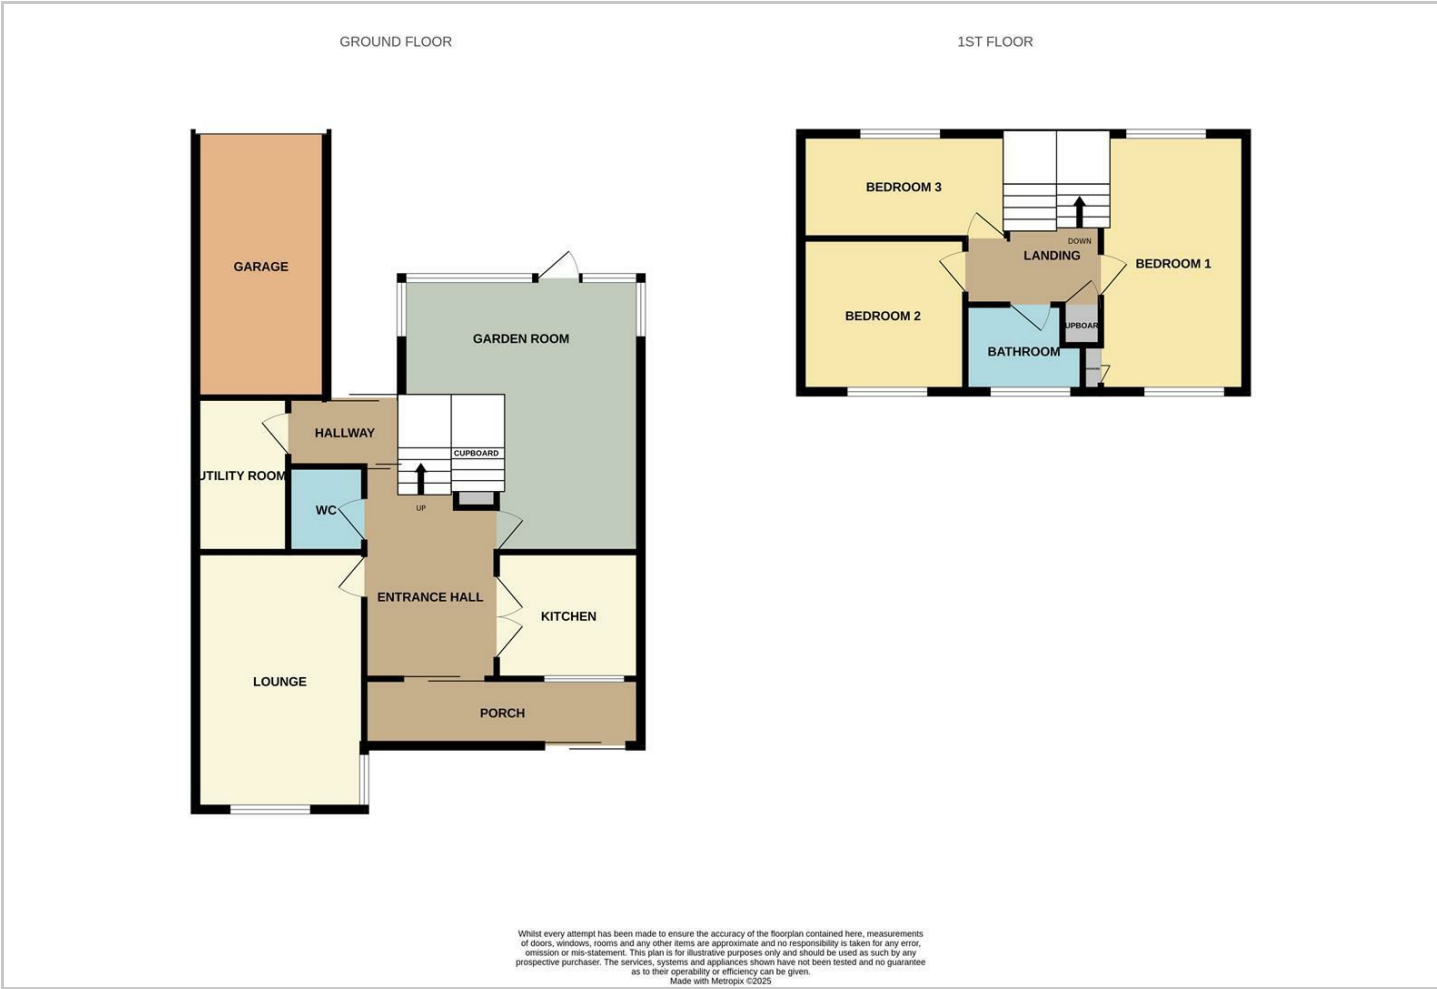 GROUND FLOOR
1ST FLOOR
GARAGE
GARDEN ROOM
HALLWAY
CUPBOARD
UTILITY ROOM
WC
UP
ENTRANCE HALL
KITCHEN
LOUNGE
PORCH
BEDROOM 3
DOWN
LANDING
BEDROOM 1
BEDROOM 2
UPBOAR
BATHROOM
Whilst every attempt has been made to ensure the accuracy of the floorplan contained here, measurements
of doors, windows, rooms and any other items are approximate and no responsibility is taken for any error,
omission or mis-statement. This plan is for illustrative purposes only and should be used as such by any
prospective purchaser. The services, systems and appliances shown have not been tested and no guarantee
as to their operability or efficiency can be given.
Made with Metropix ©2025